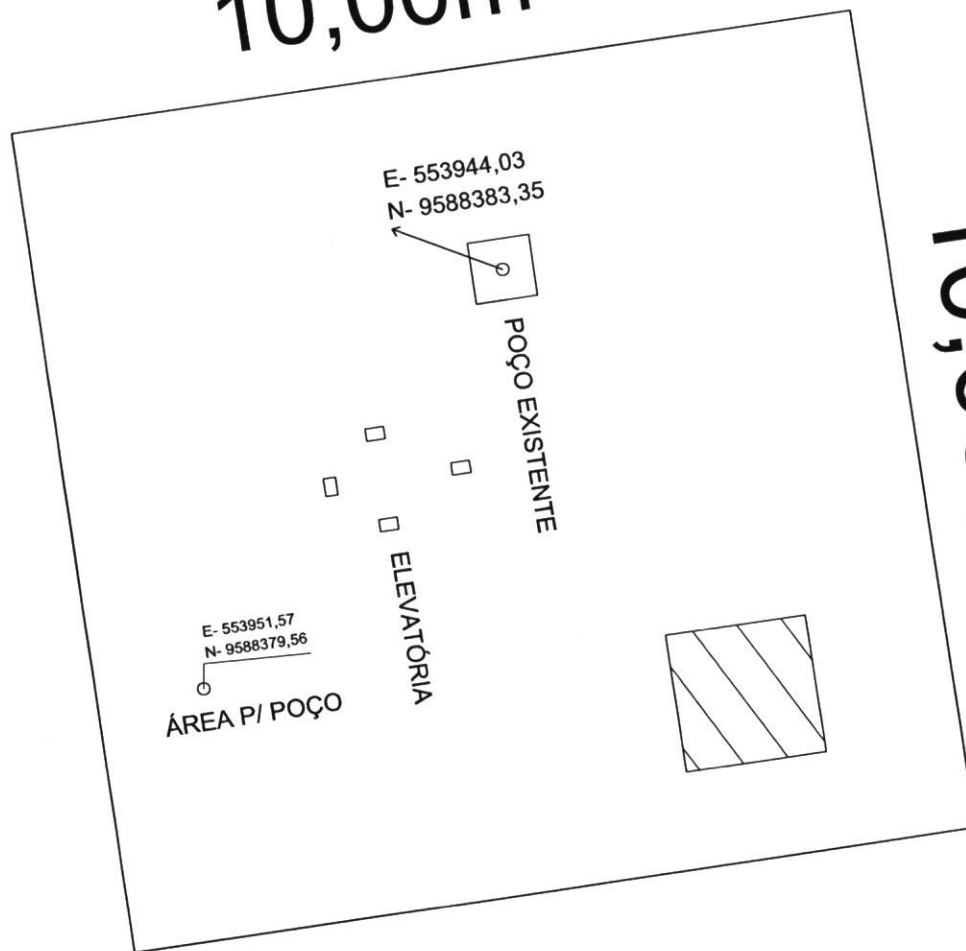 10,00m
E- 553944,03
N- 9588383,35
POÇO EXISTENTE
ELEVATÓRIA
E- 553951,57
N- 9588379,56
ÁREA P/ POÇO